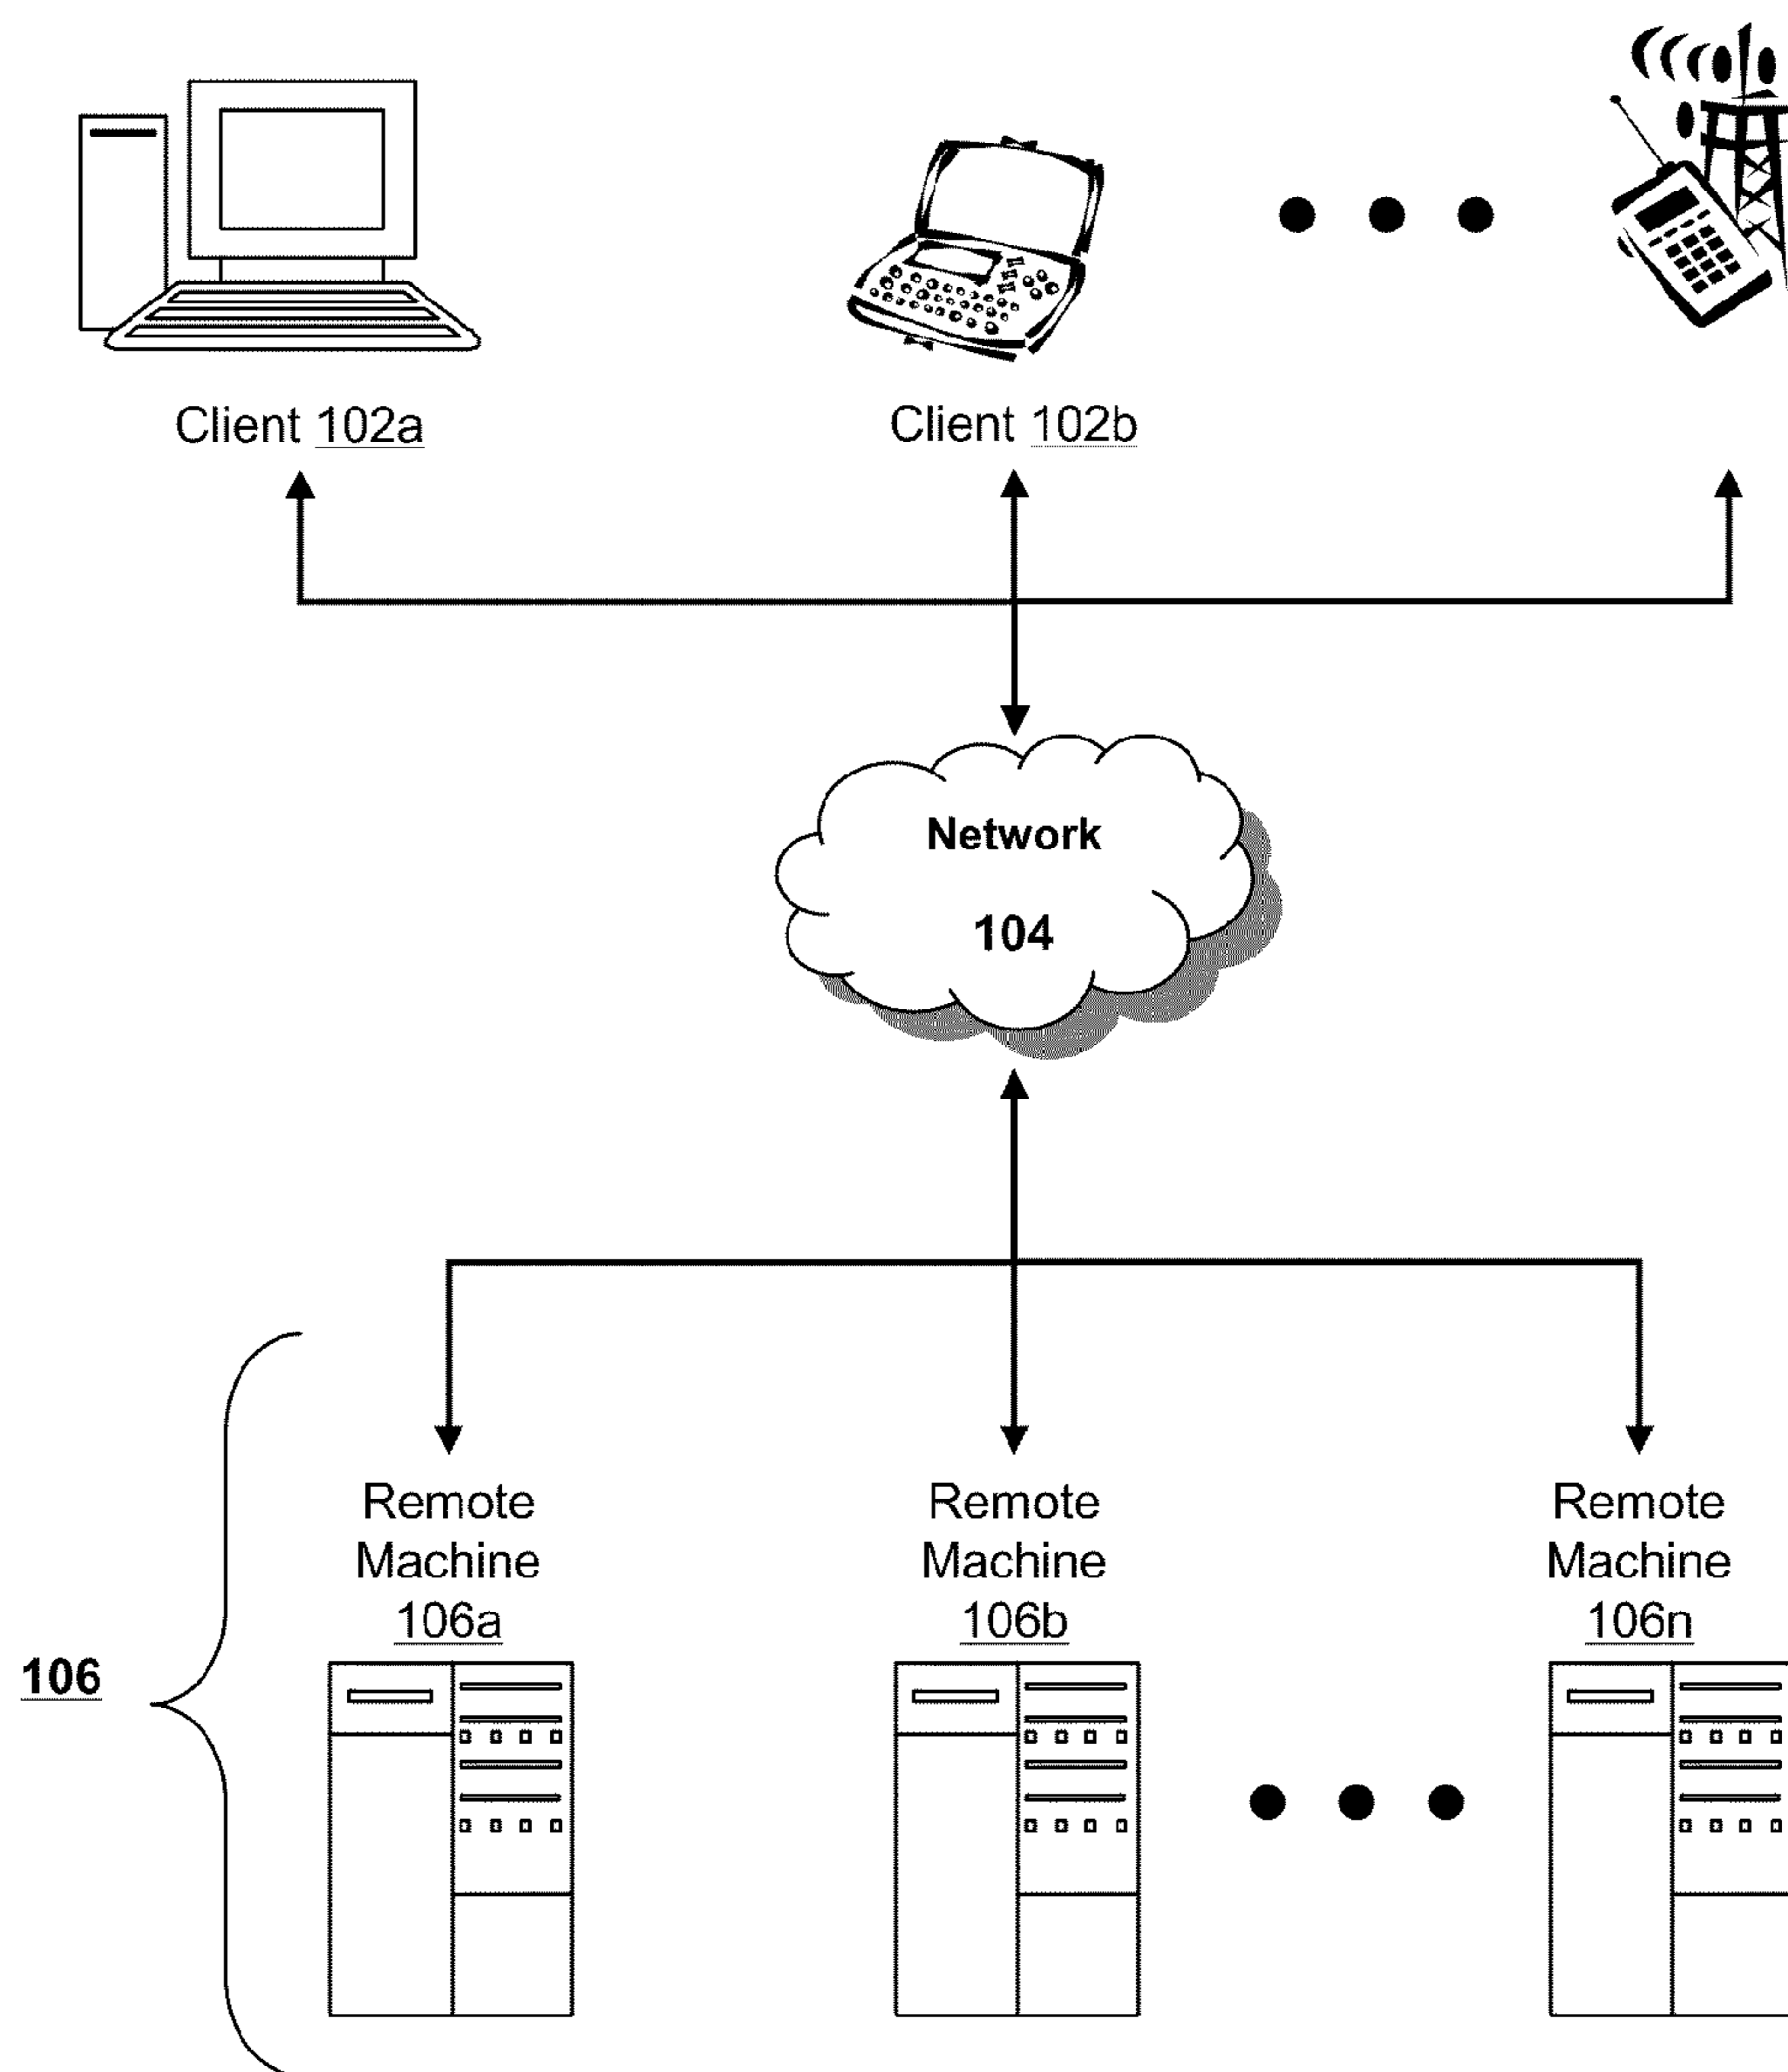 Client 102a
Client 102b
Network
104
Remote
Machine
106a
Remote
Machine
106b
Remote
Machine
106n
106